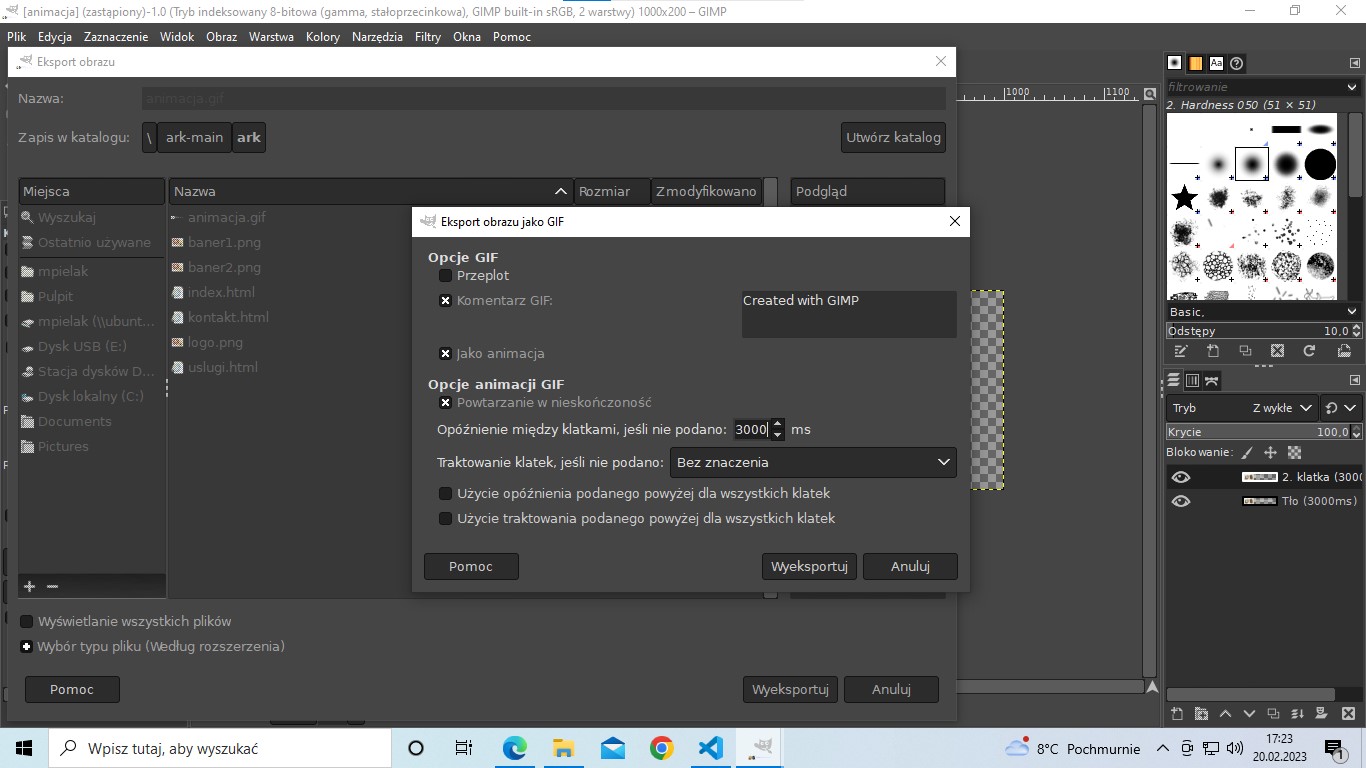 [animacja] (zastąpiony)-1.0 (Tryb indeksowany 8-bitowa (gamma, stałoprzecinkowa), GIMP built-in sRGB, 2 warstwy) 1000x200 – GIMP
Plik Edycja Zaznaczenie Widok Obraz Warstwa Kolory Narzędzia Filtry Okna Pomoc
Eksport obrazu
Nazwa: animacja.gif
Zapis w katalogu: \ ark-main ark Utwórz katalog
Miejsca
Wyszukaj
Ostatnio używane
mpielak
Pulpit
mpielak (\\ubunt...
Dysk USB (E:)
Stacja dysków D...
Dysk lokalny (C:)
Documents
Pictures
Nazwa Rozmiar Zmodyfikowano
animacja.gif
baner1.png
baner2.png
index.html
kontakt.html
logo.png
uslugi.html
Podgląd
Wyświetlanie wszystkich plików
Wybór typu pliku (Według rozszerzenia)
Pomoc Wyeksportuj Anuluj
Eksport obrazu jako GIF
Opcje GIF
Przeplot
Komentarz GIF: Created with GIMP
Jako animacja
Opcje animacji GIF
Powtarzanie w nieskończoność
Opóźnienie między klatkami, jeśli nie podano: 3000 ms
Traktowanie klatek, jeśli nie podano: Bez znaczenia
Użycie opóźnienia podanego powyżej dla wszystkich klatek
Użycie traktowania podanego powyżej dla wszystkich klatek
Pomoc Wyeksportuj Anuluj
1000 1100
Aa
filtrowanie
2. Hardness 050 (51 × 51)
Basic,
Odstępy 10,0
Tryb Zwykłe
Krycie 100,0
Blokowanie:
2. klatka (3000
Tło (3000ms)
Wpisz tutaj, aby wyszukać
8°C Pochmurnie
17:23
20.02.2023
1